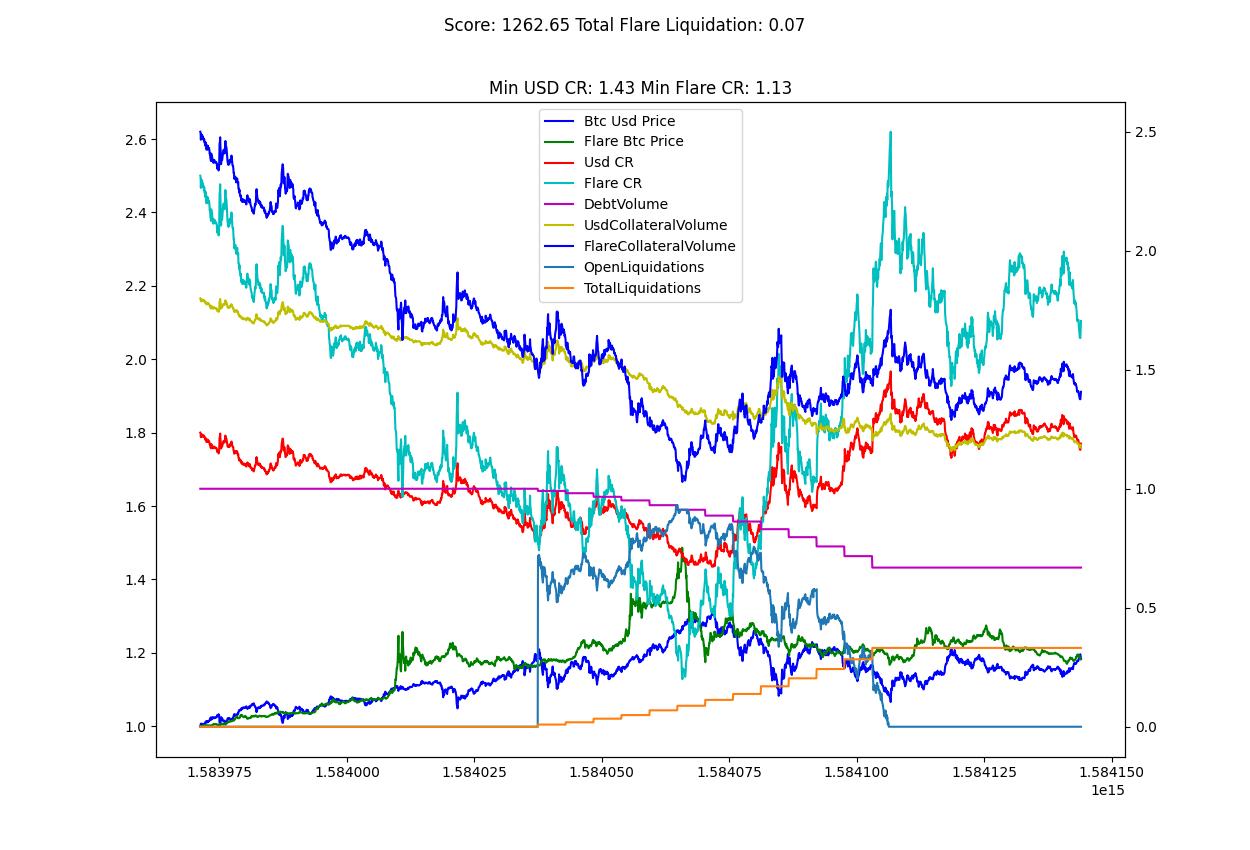 Score: 1262.65 Total Flare Liquidation: 0.07
Min USD CR: 1.43 Min Flare CR: 1.13
Btc Usd Price
Flare Btc Price
Usd CR
Flare CR
DebtVolume
UsdCollateralVolume
FlareCollateralVolume
OpenLiquidations
TotalLiquidations
2.6
2.4
2.2
2.0
1.8
1.6
1.4
1.2
1.0
2.5
2.0
1.5
1.0
0.5
0.0
1.583975 1.584000 1.584025 1.584050 1.584075 1.584100 1.584125 1.584150
1e15